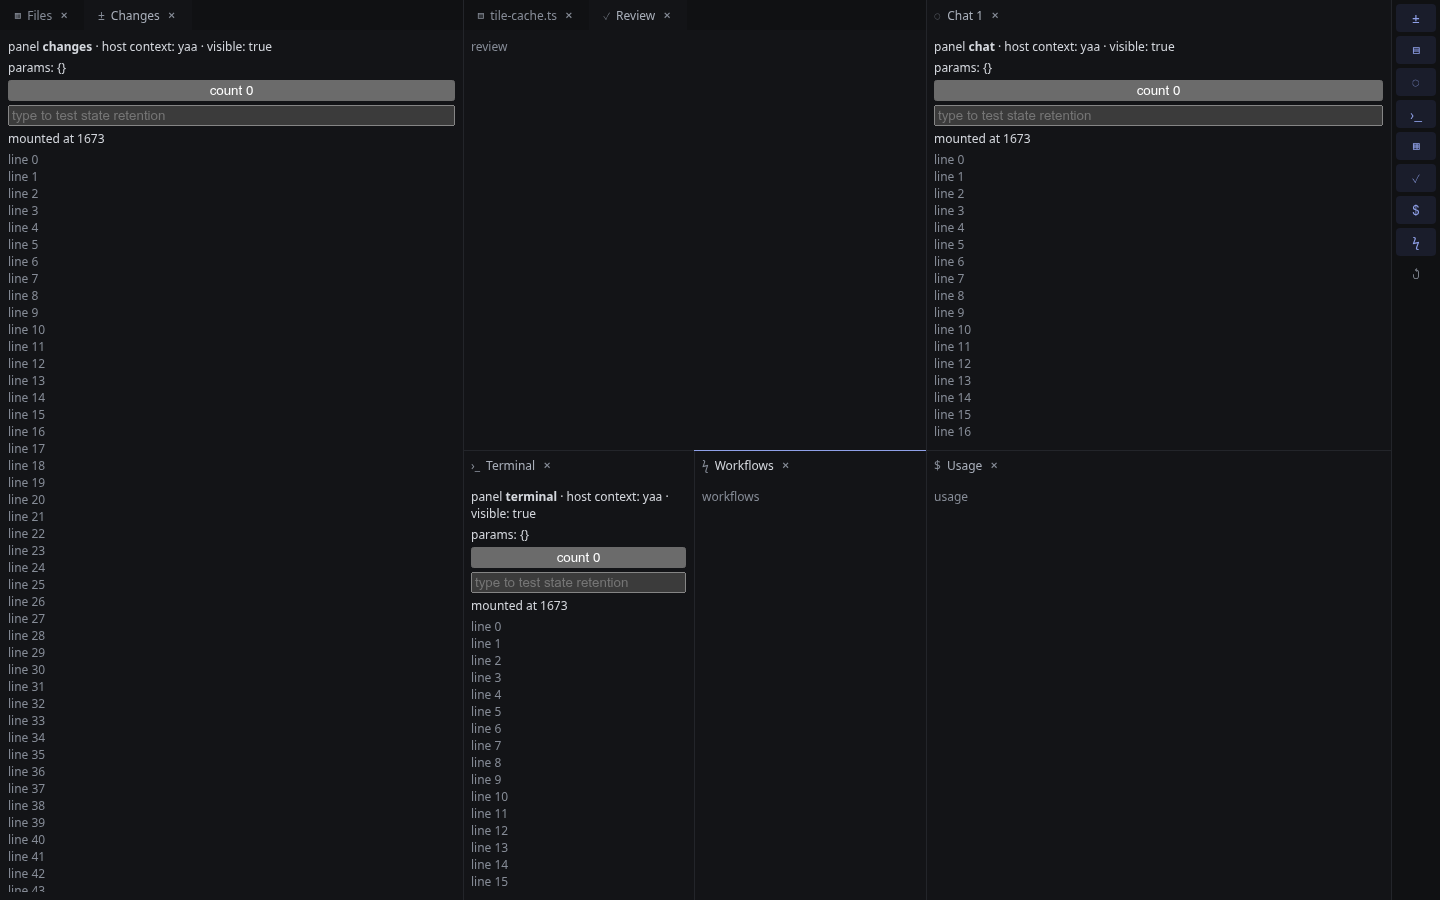 Files ×
± Changes ×
panel changes · host context: yaa · visible: true
params: {}
count 0
type to test state retention
mounted at 1673
line 0
line 1
line 2
line 3
line 4
line 5
line 6
line 7
line 8
line 9
line 10
line 11
line 12
line 13
line 14
line 15
line 16
line 17
line 18
line 19
line 20
line 21
line 22
line 23
line 24
line 25
line 26
line 27
line 28
line 29
line 30
line 31
line 32
line 33
line 34
line 35
line 36
line 37
line 38
line 39
line 40
line 41
line 42
line 43
tile-cache.ts ×
✓ Review ×
review
›_ Terminal ×
panel terminal · host context: yaa ·
visible: true
params: {}
count 0
type to test state retention
mounted at 1673
line 0
line 1
line 2
line 3
line 4
line 5
line 6
line 7
line 8
line 9
line 10
line 11
line 12
line 13
line 14
line 15
Workflows ×
workflows
Chat 1 ×
panel chat · host context: yaa · visible: true
params: {}
count 0
type to test state retention
mounted at 1673
line 0
line 1
line 2
line 3
line 4
line 5
line 6
line 7
line 8
line 9
line 10
line 11
line 12
line 13
line 14
line 15
line 16
$ Usage ×
usage
±
›_
✓
$